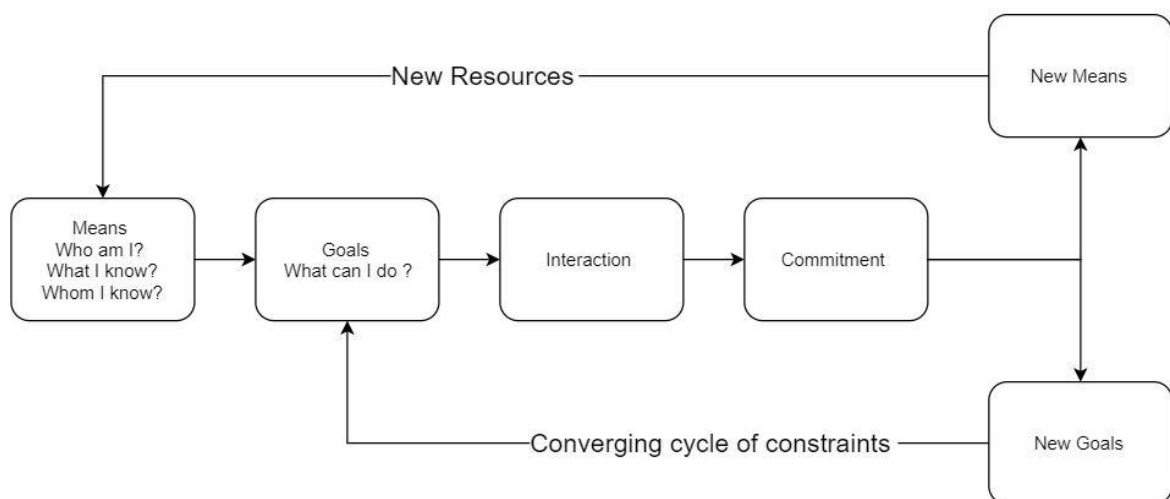 New Means
New Resources
Means
Who am I?
What I know?
Whom I know?
Goals
What can I do ?
Interaction
Commitment
Converging cycle of constraints
New Goals